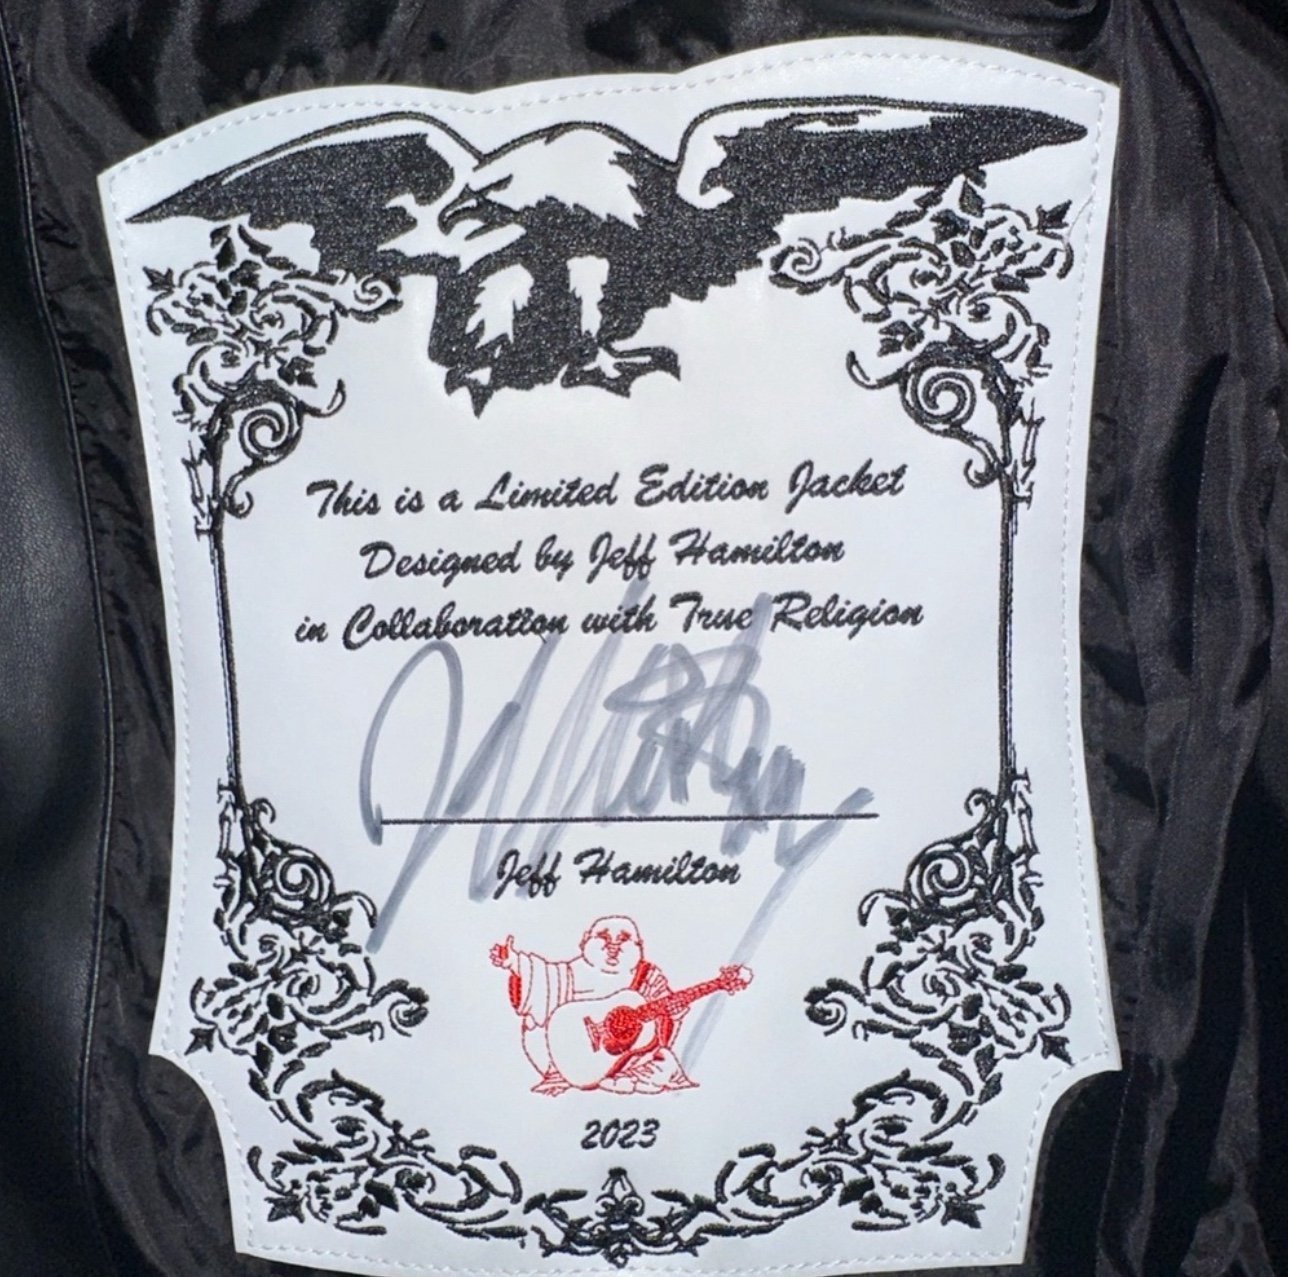 This is a Limited Edition Jacket
Designed by Jeff Hamilton
in Collaboration with True Religion
Jeff Hamilton
2023